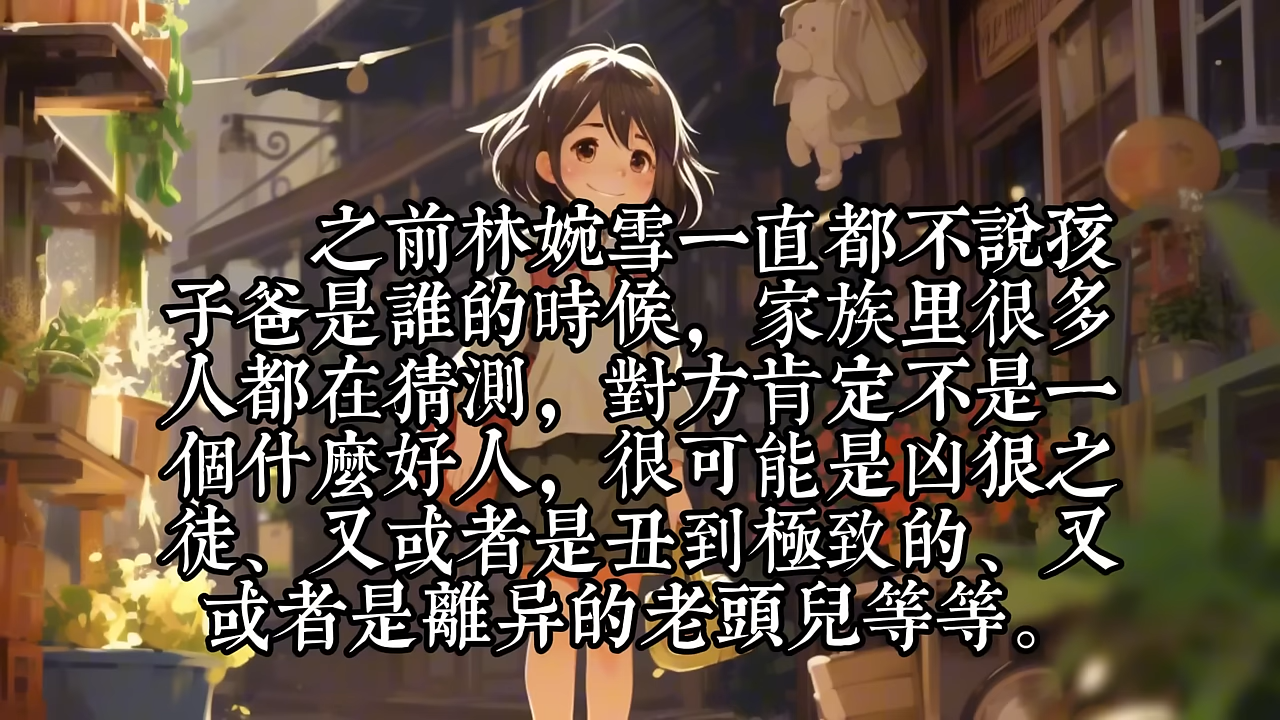 之前林婉雪一直都不說孩
子爸是誰的時候，家族里很多
人都在猜測，對方肯定不是一
個什麼好人，很可能是凶狠之
徒、又或者是丑到極致的、又
或者是離异的老頭兒等等。